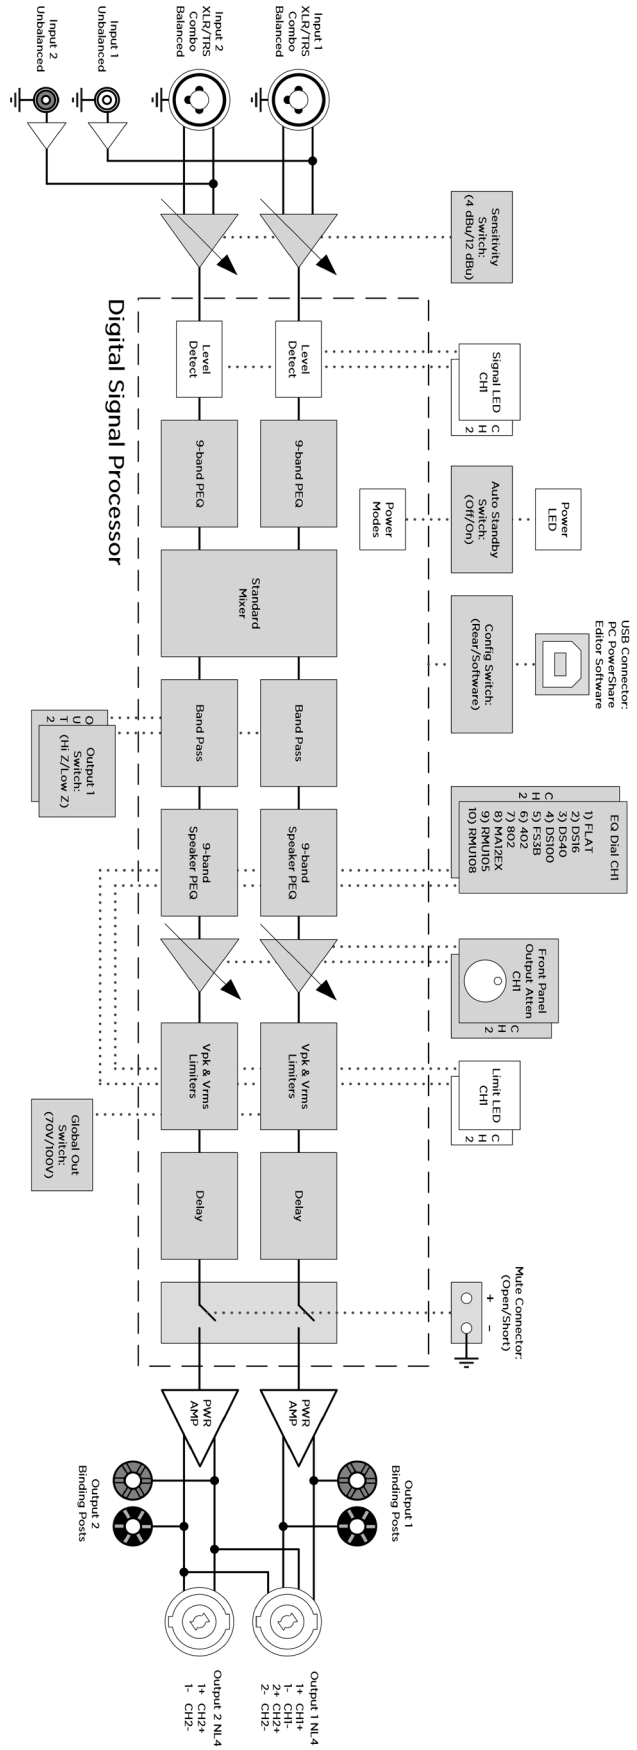 Input 1
XLR/TRS
Combo
Balanced
Input 2
XLR/TRS
Combo
Balanced
Input 1
Unbalanced
Input 2
Unbalanced
Sensitivity
Switch:
(4 dBu/12 dBu)
Signal LED
CH1
C
H
2
Power
LED
Auto Standby
Switch:
(Off/On)
Power
Modes
USB Connector:
PC PowerShare
Editor Software
Config Switch:
(Rear/Software)
EQ Dial CH1
1) FLAT
2) DS16
3) DS40
4) DS100
5) FS3B
6) 402
7) 802
8) MA12EX
9) RMU105
10) RMU108
C
H
2
Front Panel
Output Atten
CH1
C
H
2
Limit LED
CH1
C
H
2
Mute Connector:
(Open/Short)
+
–
Level
Detect
9-band PEQ
Standard
Mixer
Band Pass
9-band
Speaker PEQ
Vpk & Vrms
Limiters
Delay
PWR
AMP
Level
Detect
9-band PEQ
Band Pass
9-band
Speaker PEQ
Vpk & Vrms
Limiters
Delay
PWR
AMP
Digital Signal Processor
Output 1
Switch:
(Hi Z/Low Z)
O
U
T
2
Global Out
Switch:
(70V/100V)
Output 1
Binding Posts
Output 2
Binding Posts
Output 1 NL4
1+ CH1+
1- CH1-
2+ CH2+
2- CH2-
Output 2 NL4
1+ CH2+
1- CH2-